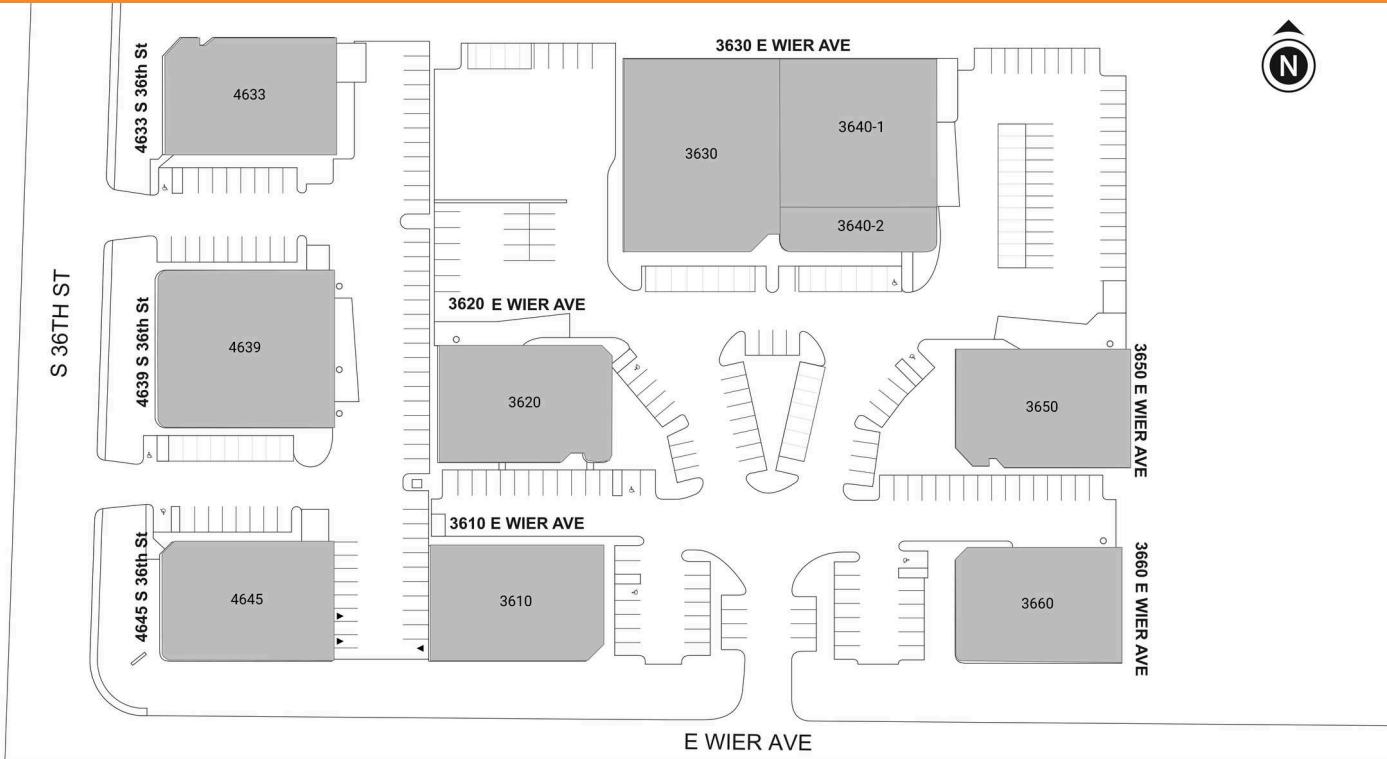 3630 E WIER AVE
N
4633 S 36th St
4633
3630
3640-1
3640-2
S 36TH ST
4639 S 36th St
4639
3620 E WIER AVE
3620
3650
3650 E WIER AVE
3610 E WIER AVE
4645 S 36th St
4645
3610
3660
3660 E WIER AVE
E WIER AVE